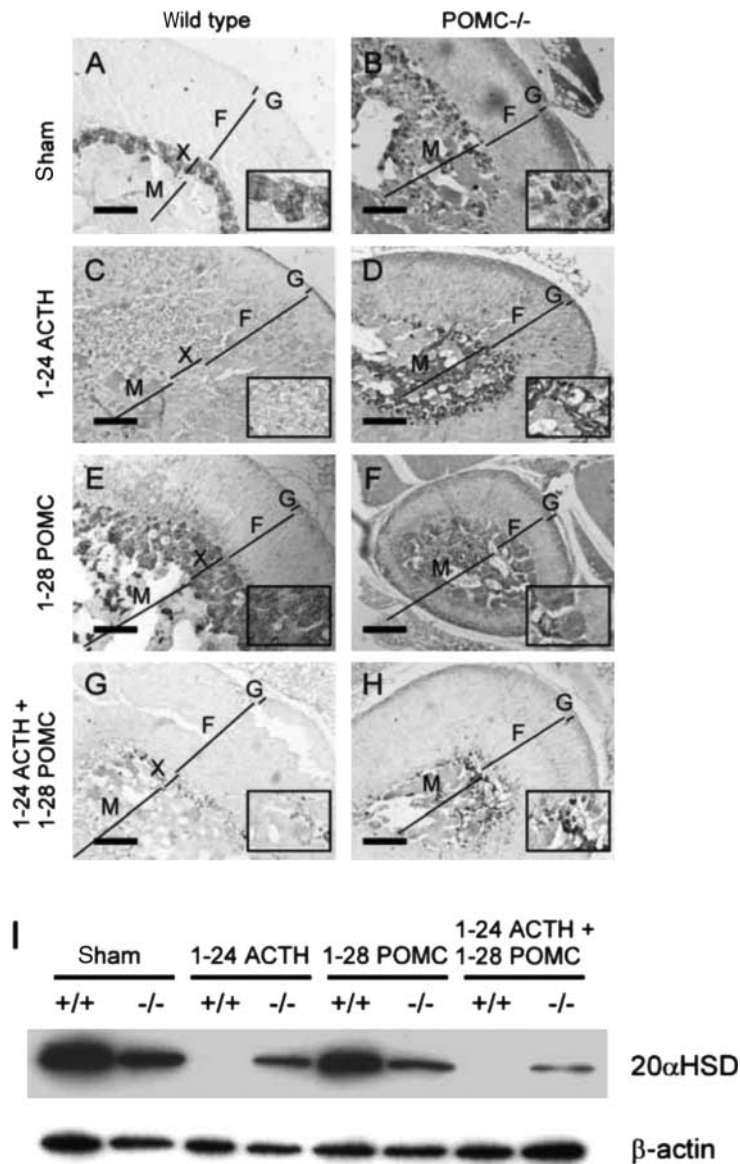 Wild type POMC-/-
Sham
A G F X M
B G F M
1-24 ACTH
C G F X M
D G F M
1-28 POMC
E G F X M
F G F M
1-24 ACTH +
1-28 POMC
G G F X M
H G F M
I
1-24 ACTH +
Sham 1-24 ACTH 1-28 POMC 1-28 POMC
+/+ -/- +/+ -/- +/+ -/- +/+ -/-
20αHSD
β-actin